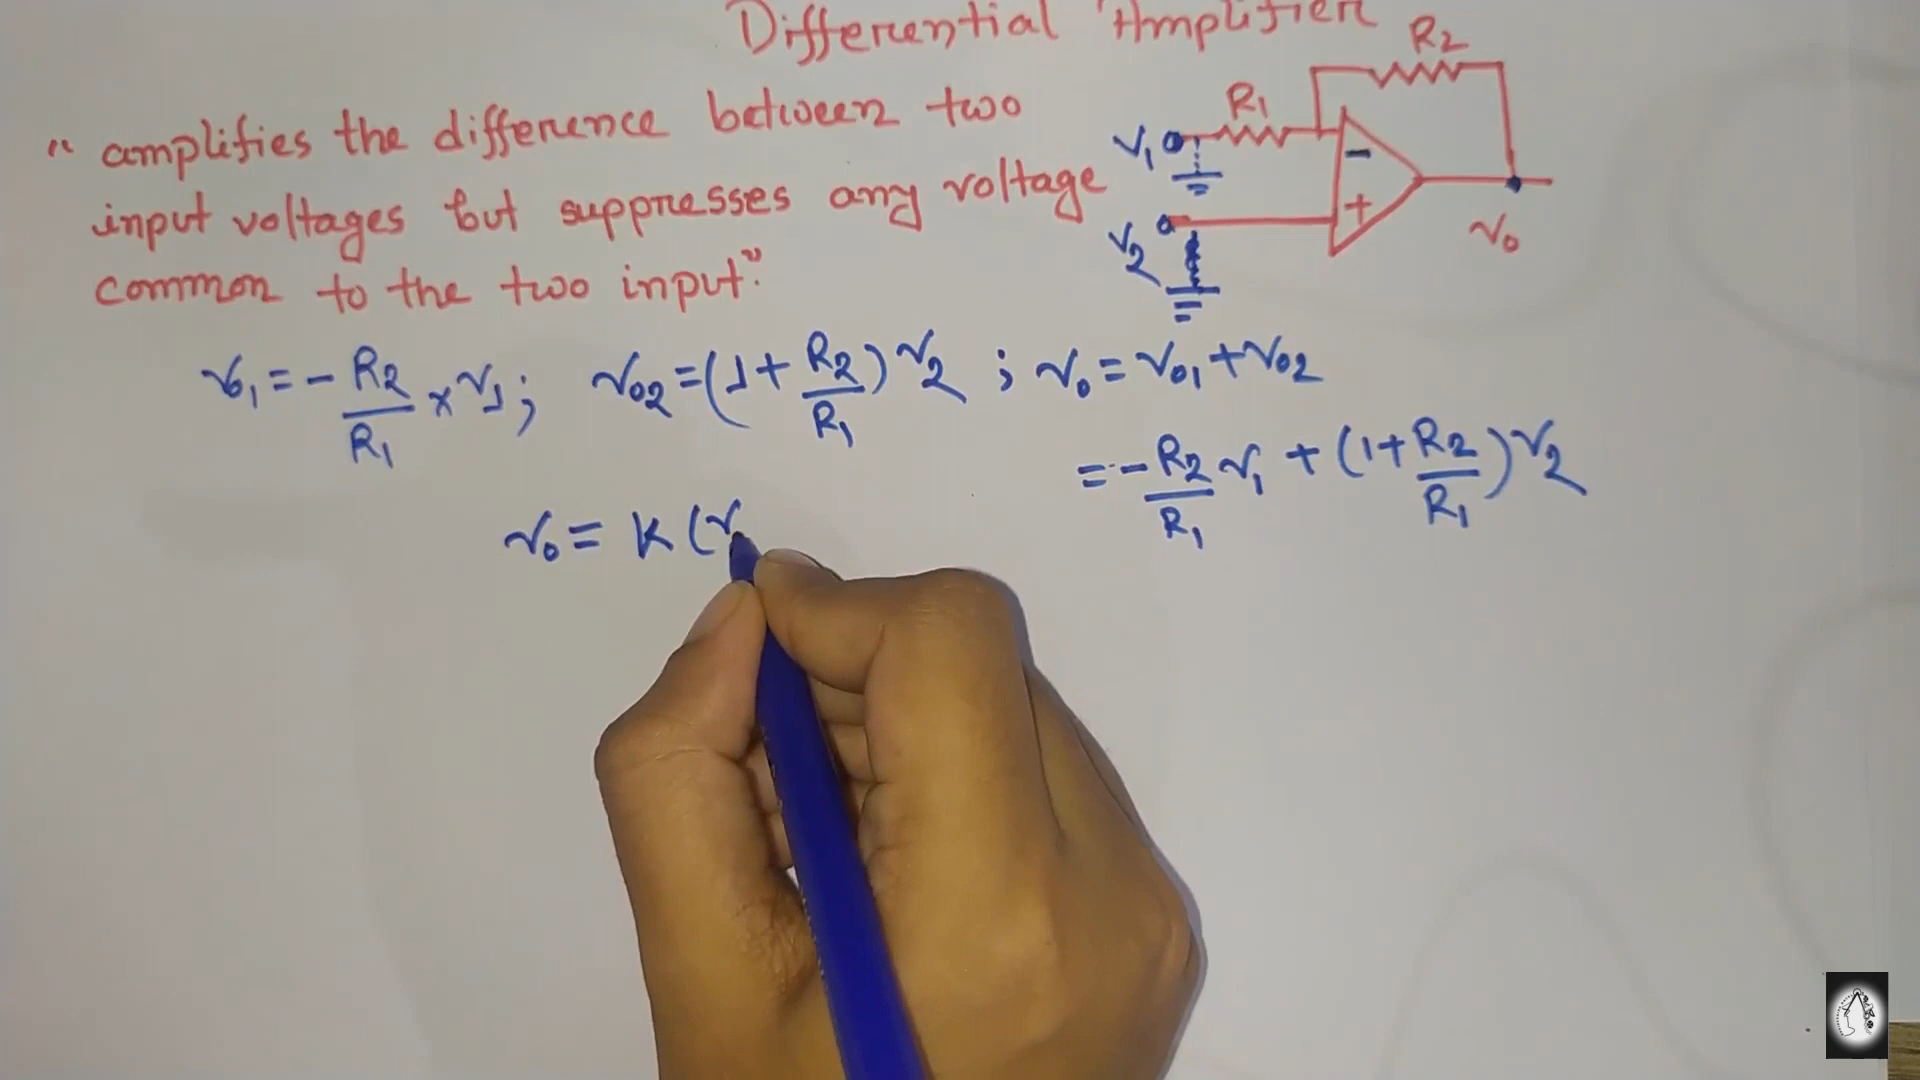 Differential Amplifier
"amplifies the difference between two
input voltages but suppresses any voltage
common to the two input".
R2
R1
V1
-
+
V2
V0
V01 = - R2/R1 × V1 ; V02 = (1 + R2/R1) V2 ; V0 = V01 + V02
= - R2/R1 V1 + (1 + R2/R1) V2
V0 = K (V